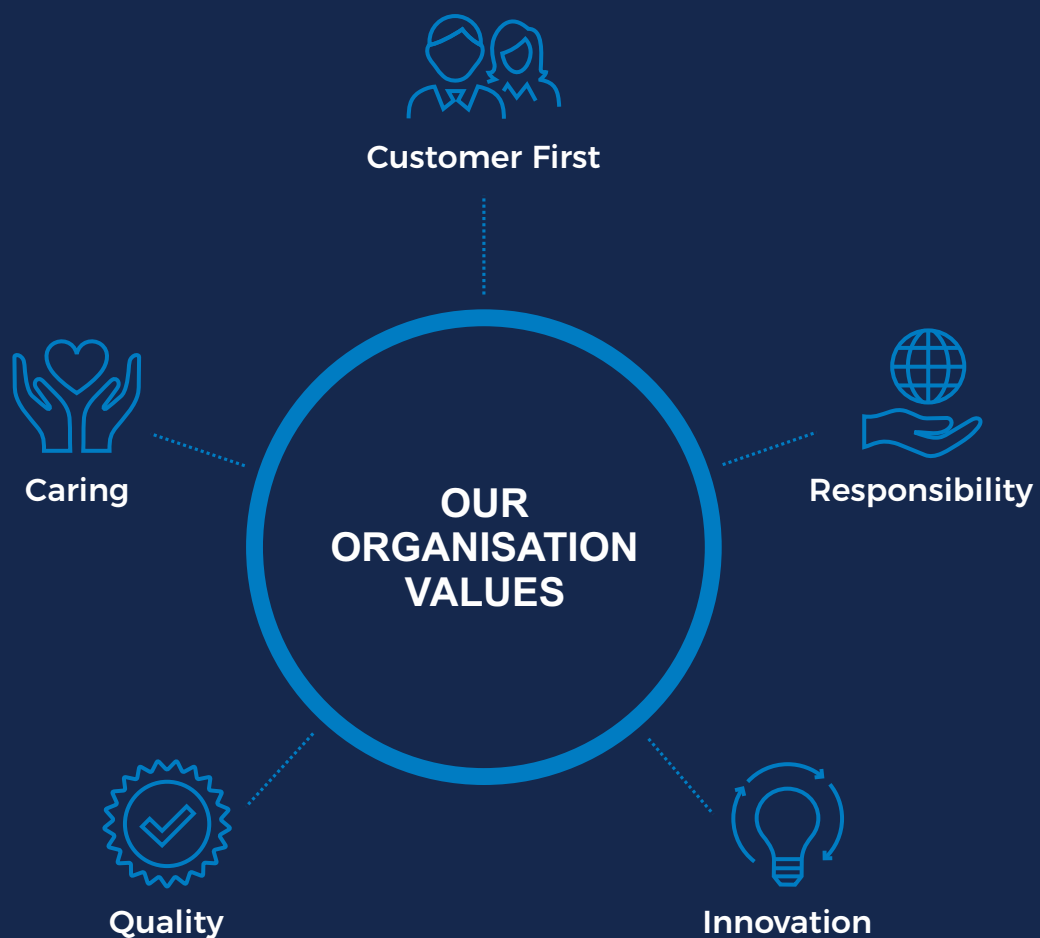 Customer First
Caring
Responsibility
OUR
ORGANISATION
VALUES
Quality
Innovation